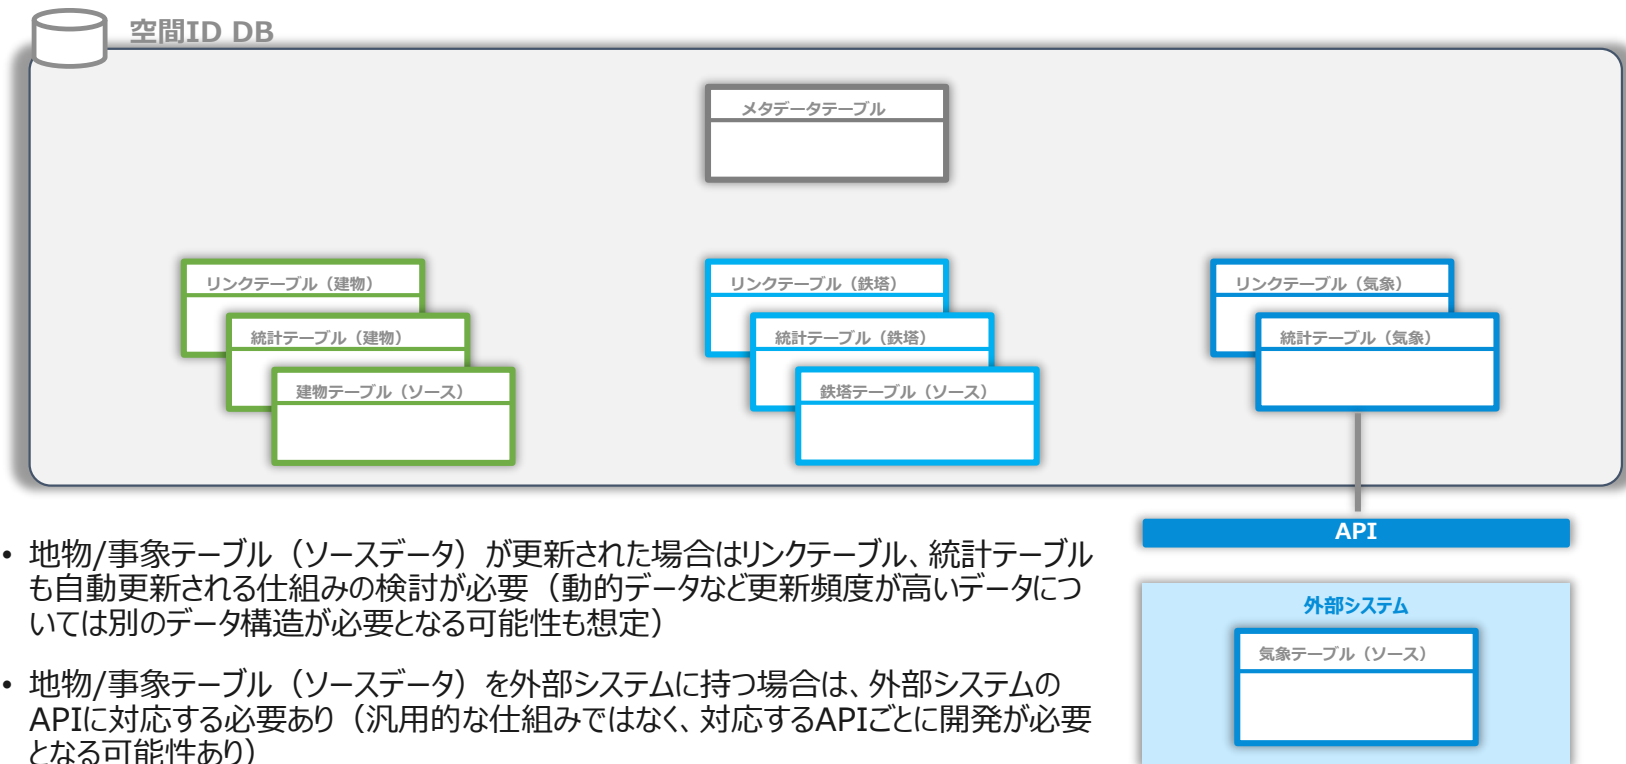 空間ID DB
メタデータテーブル
リンクテーブル（建物）
統計テーブル（建物）
建物テーブル（ソース）
リンクテーブル（鉄塔）
統計テーブル（鉄塔）
鉄塔テーブル（ソース）
リンクテーブル（気象）
統計テーブル（気象）
API
外部システム
気象テーブル（ソース）
• 地物/事象テーブル（ソースデータ）が更新された場合はリンクテーブル、統計テーブル
も自動更新される仕組みの検討が必要（動的データなど更新頻度が高いデータにつ
いては別のデータ構造が必要となる可能性も想定）
• 地物/事象テーブル（ソースデータ）を外部システムに持つ場合は、外部システムの
APIに対応する必要あり（汎用的な仕組みではなく、対応するAPIごとに開発が必要
となる可能性あり）